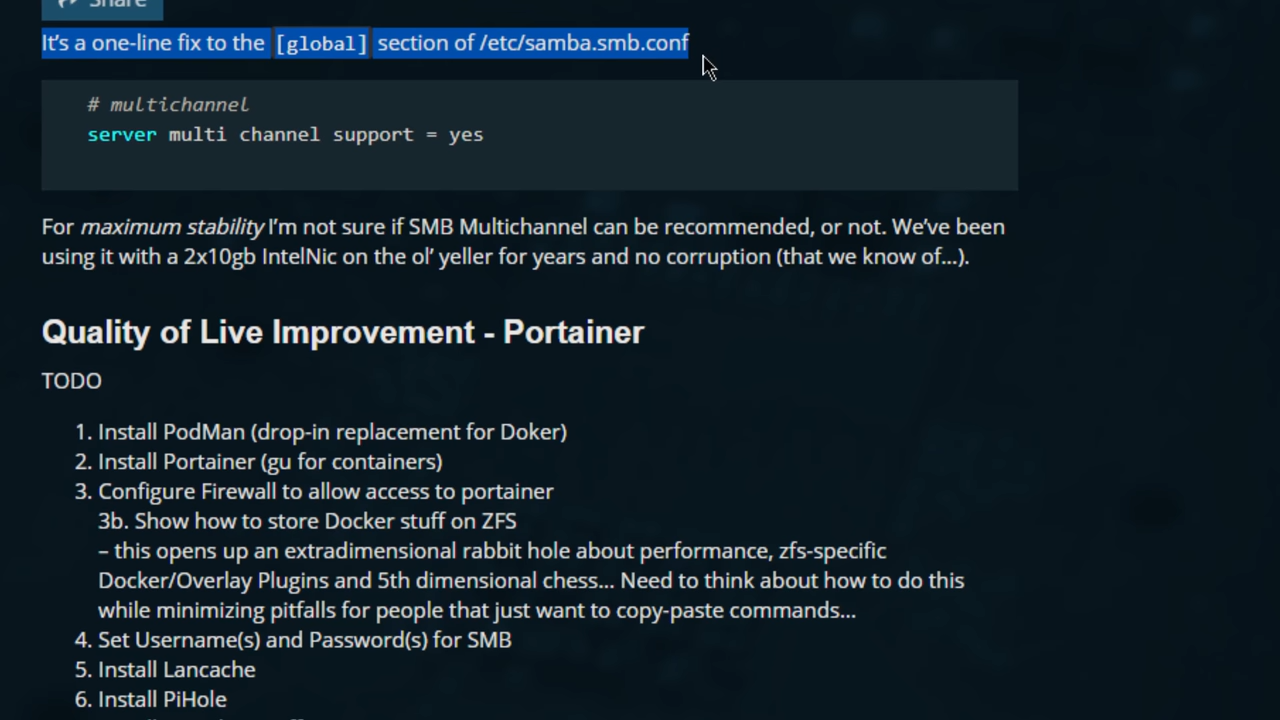 Share
It's a one-line fix to the [global] section of /etc/samba.smb.conf
# multichannel
server multi channel support = yes
For maximum stability I'm not sure if SMB Multichannel can be recommended, or not. We've been
using it with a 2x10gb IntelNic on the ol' yeller for years and no corruption (that we know of...).
Quality of Live Improvement - Portainer
TODO
1. Install PodMan (drop-in replacement for Doker)
2. Install Portainer (gu for containers)
3. Configure Firewall to allow access to portainer
3b. Show how to store Docker stuff on ZFS
– this opens up an extradimensional rabbit hole about performance, zfs-specific
Docker/Overlay Plugins and 5th dimensional chess... Need to think about how to do this
while minimizing pitfalls for people that just want to copy-paste commands...
4. Set Username(s) and Password(s) for SMB
5. Install Lancache
6. Install PiHole